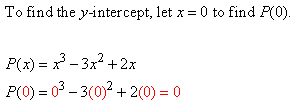 To find the y-intercept, let x = 0 to find P(0).
P(x) = x³ − 3x² + 2x
P(0) = 0³ − 3(0)² + 2(0) = 0